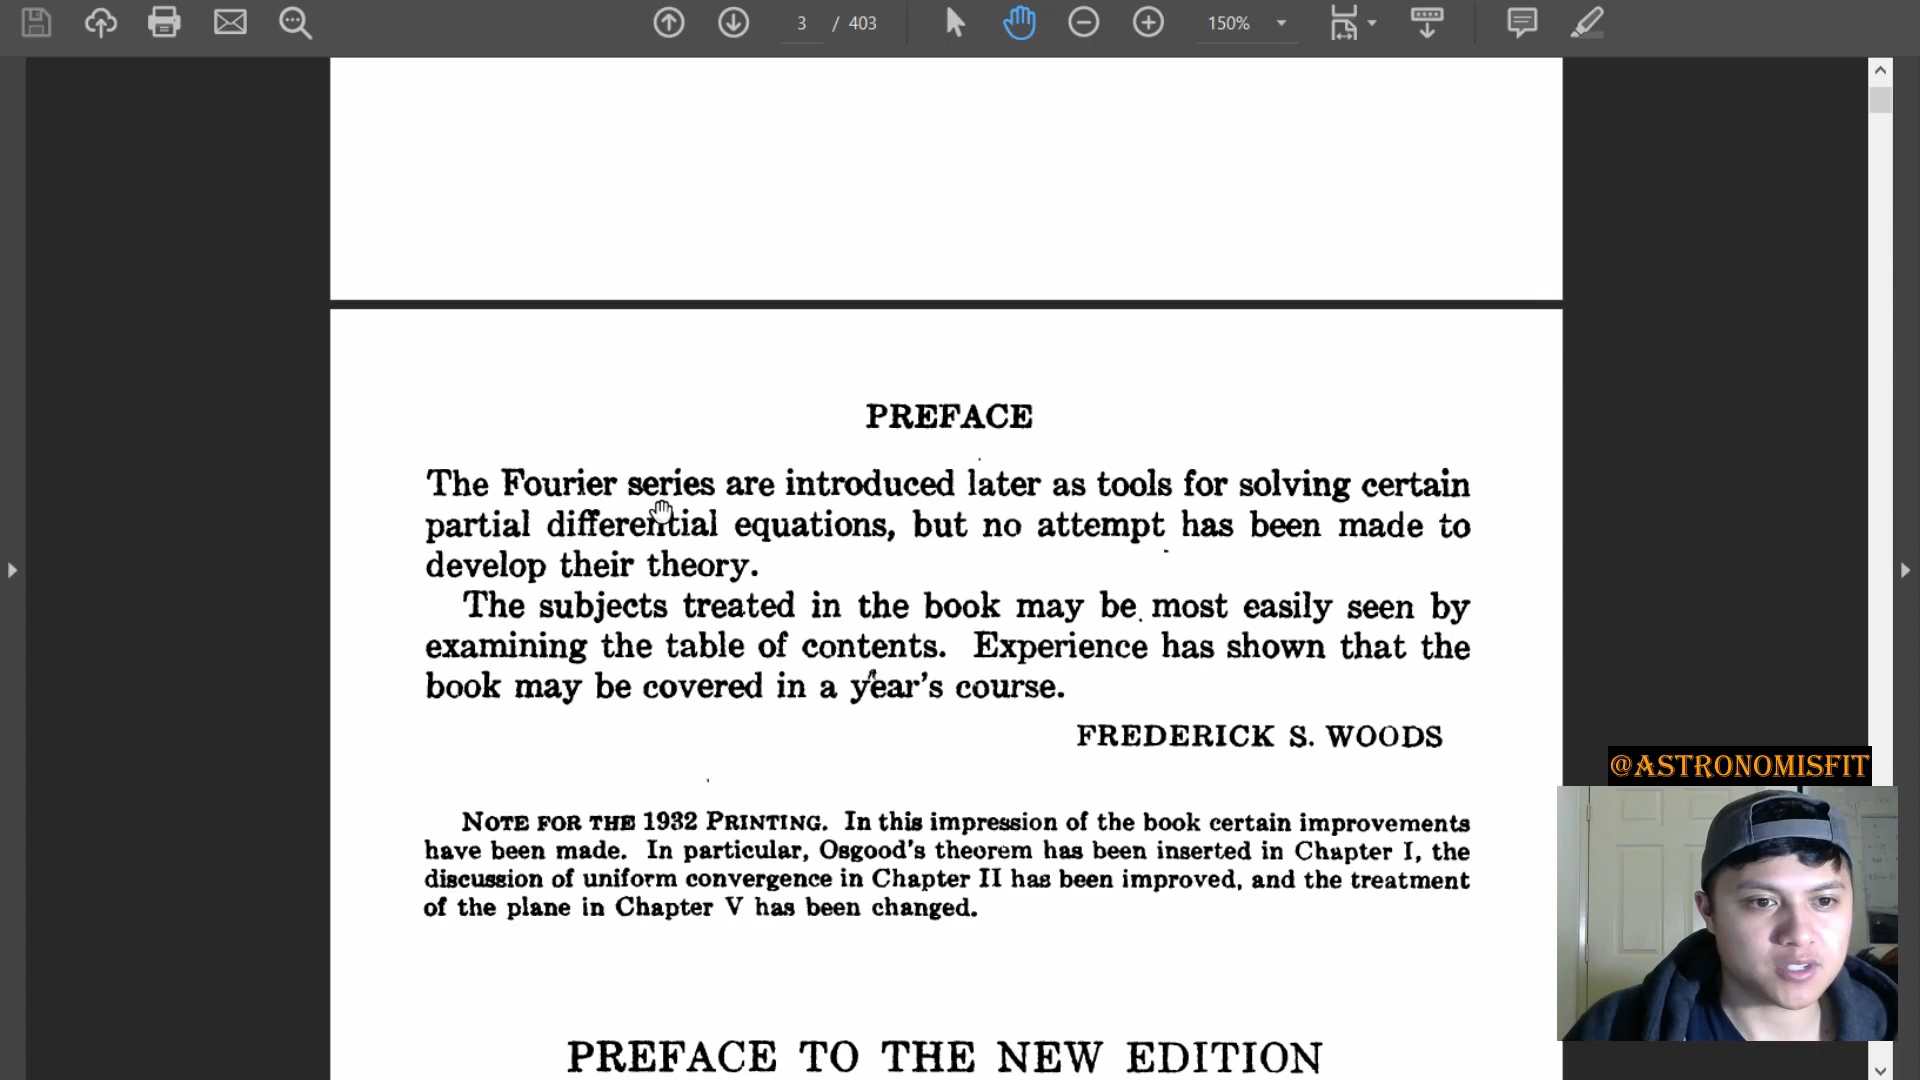 3 / 403
150%
PREFACE
The Fourier series are introduced later as tools for solving certain
partial differential equations, but no attempt has been made to
develop their theory.
The subjects treated in the book may be most easily seen by
examining the table of contents. Experience has shown that the
book may be covered in a year's course.
FREDERICK S. WOODS
NOTE FOR THE 1932 PRINTING. In this impression of the book certain improvements
have been made. In particular, Osgood's theorem has been inserted in Chapter I, the
discussion of uniform convergence in Chapter II has been improved, and the treatment
of the plane in Chapter V has been changed.
PREFACE TO THE NEW EDITION
@ASTRONOMISFIT